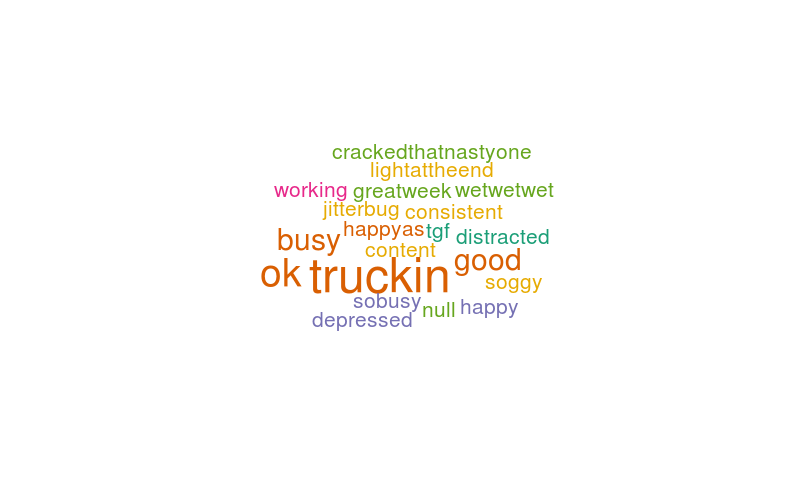 crackedthatnastyone
lightattheend
working greatweek wetwetwet
jitterbug consistent
busy happyas tgf distracted
content
ok truckin good
soggy
sobusy null happy
depressed